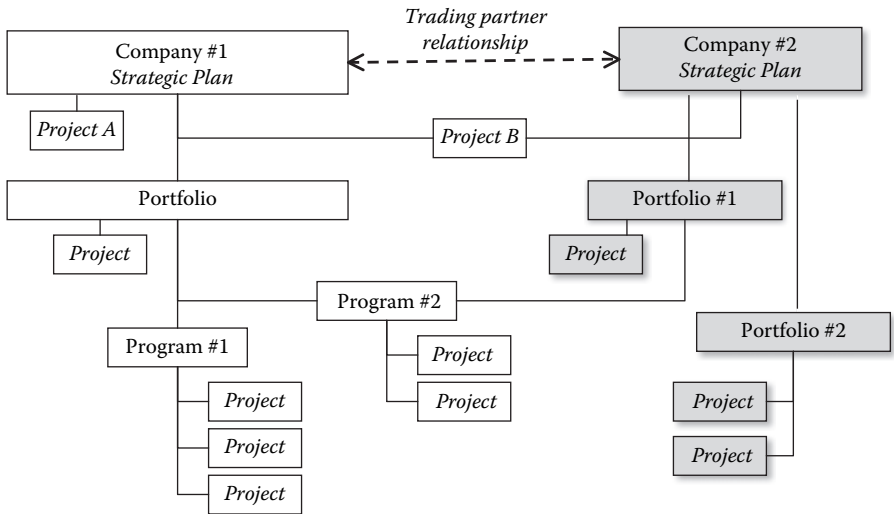 Trading partner
relationship
Company #1
Strategic Plan
Company #2
Strategic Plan
Project A
Project B
Portfolio
Portfolio #1
Project
Project
Program #2
Program #1
Portfolio #2
Project
Project
Project
Project
Project
Project
Project